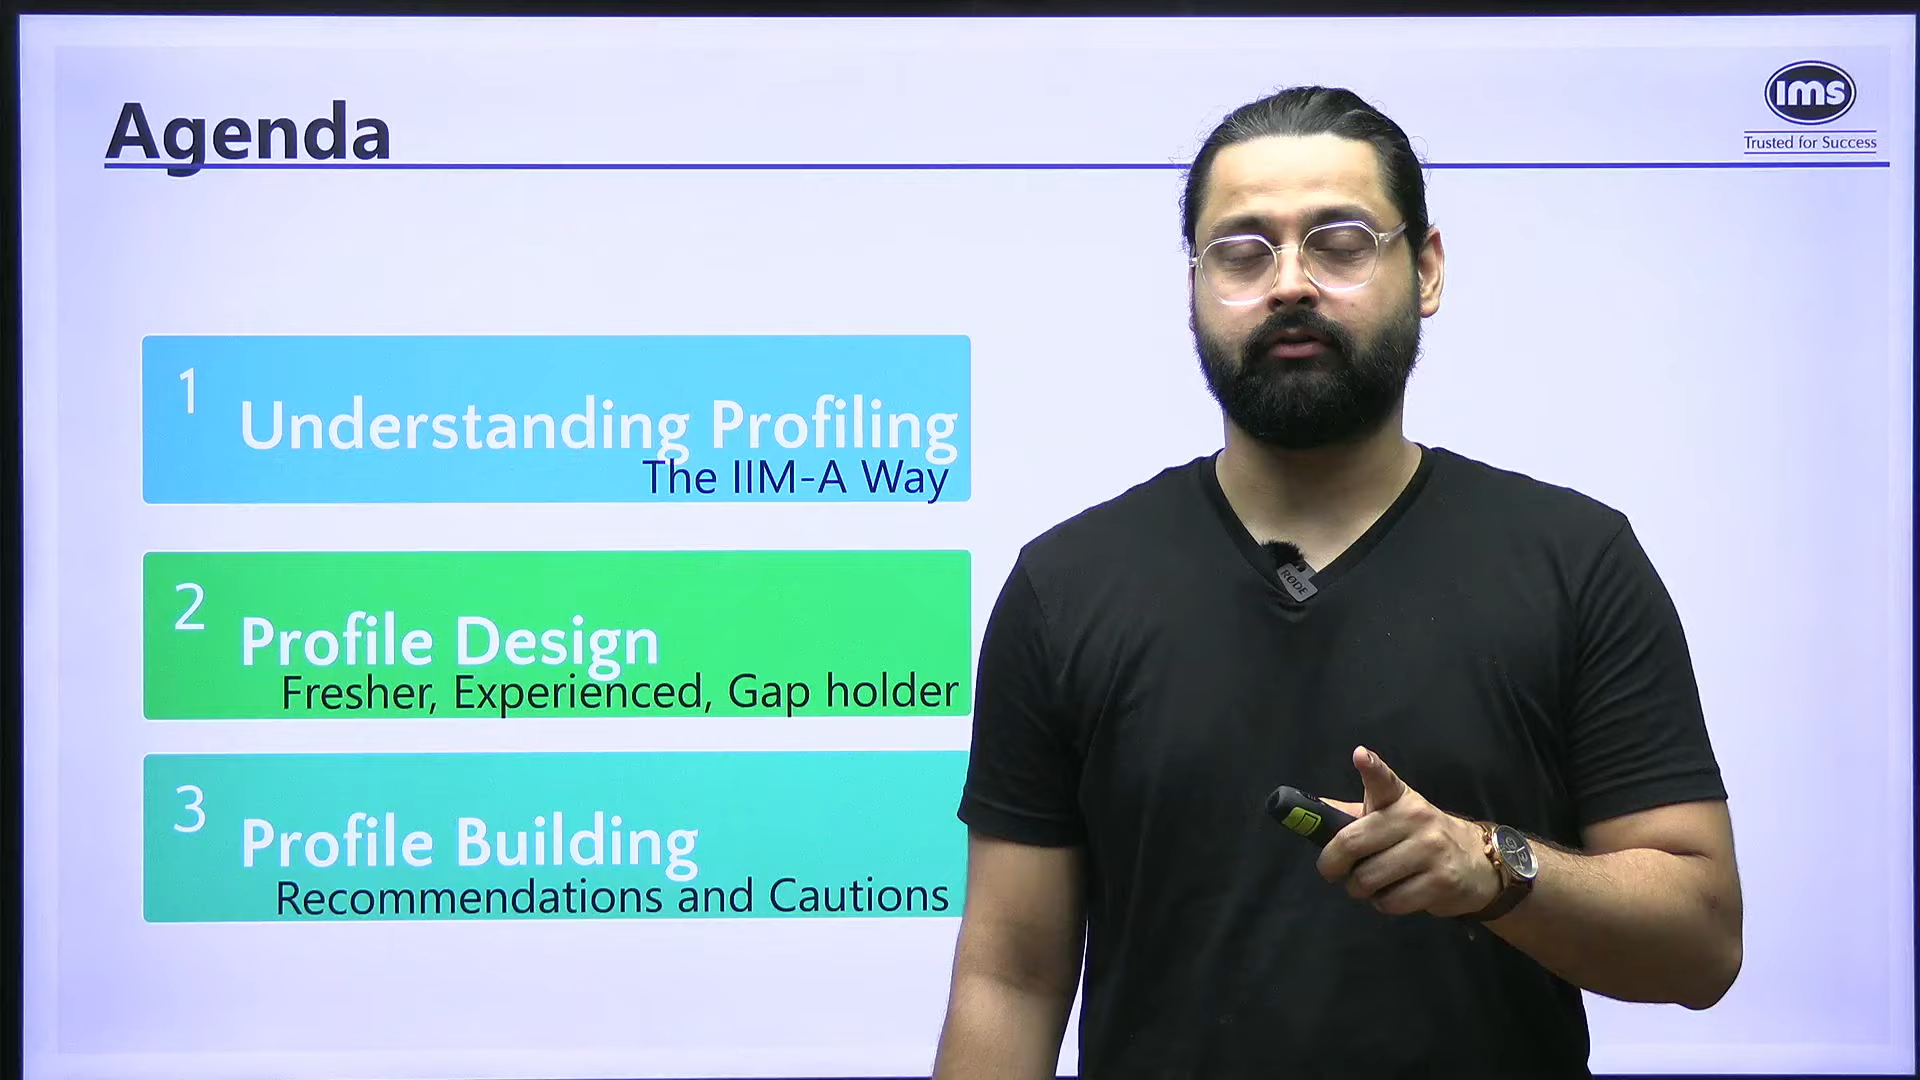 Agenda
IMS
Trusted for Success
1
Understanding Profiling
The IIM-A Way
2
Profile Design
Fresher, Experienced, Gap holder
3
Profile Building
Recommendations and Cautions
RØDE